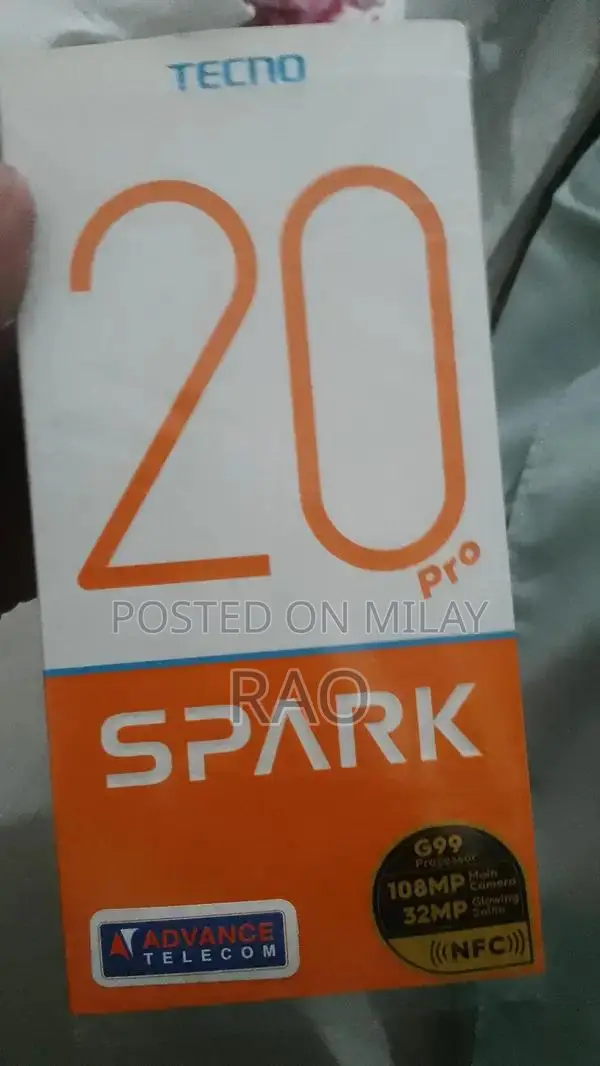 TECNO
20
Pro
POSTED ON MILAY
RAO
SPARK
G99
Processor
108MP Main
Camera
32MP Glowing
Selfie
(((NFC)))
ADVANCE
TELECOM